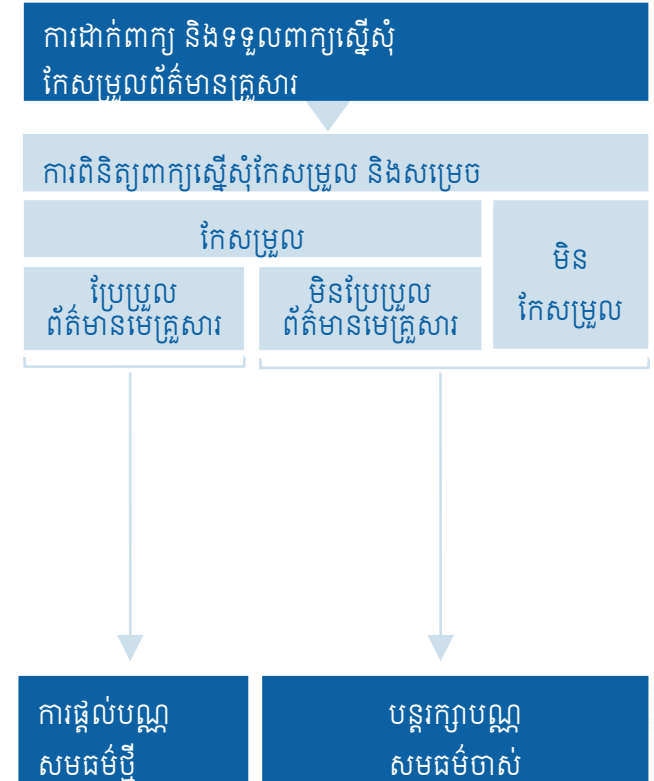 ការដាក់ពាក្យ និងទទួលពាក្យស្នើសុំ
កែសម្រួលព័ត៌មានគ្រួសារ
ការពិនិត្យពាក្យស្នើសុំកែសម្រួល និងសម្រេច
កែសម្រួល
មិន
កែសម្រួល
ប្រែប្រួល
ព័ត៌មានមេគ្រួសារ
មិនប្រែប្រួល
ព័ត៌មានមេគ្រួសារ
ការផ្តល់បណ្ណ
សមធម៌ថ្មី
បន្តរក្សាបណ្ណ
សមធម៌ចាស់